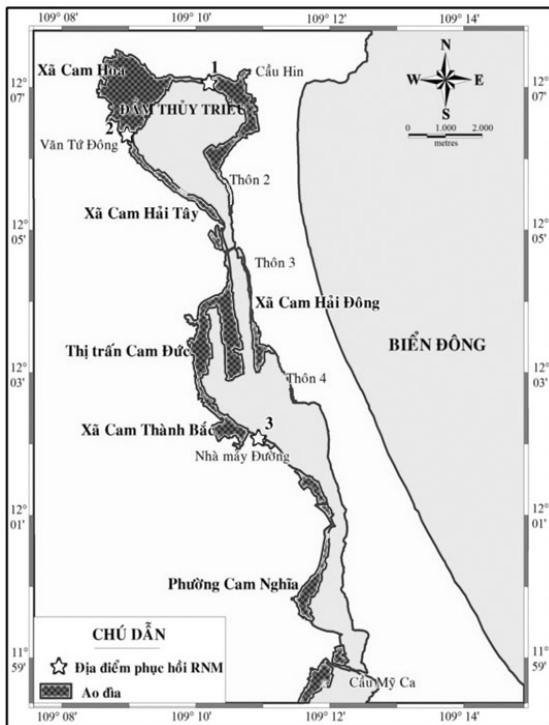 109° 08' 109° 10' 109° 12' 109° 14'
12° 07'
12° 07'
N
W E
S
0 1.000 2.000
metres
Xã Cam Hòa
1
Cầu Hin
ĐẦM THỦY TRIỀU
2
Văn Tứ Đông
Thôn 2
Xã Cam Hải Tây
12° 05'
12° 05'
Thôn 3
Xã Cam Hải Đông
BIỂN ĐÔNG
Thị trấn Cam Đức
12° 03'
12° 03'
Thôn 4
Xã Cam Thành Bắc
3
Nhà máy Đường
12° 01'
12° 01'
Phường Cam Nghĩa
CHÚ DẪN
Địa điểm phục hồi RNM
Ao đìa
Cầu Mỹ Ca
11° 59'
11° 59'
109° 08' 109° 10' 109° 12' 109° 14'